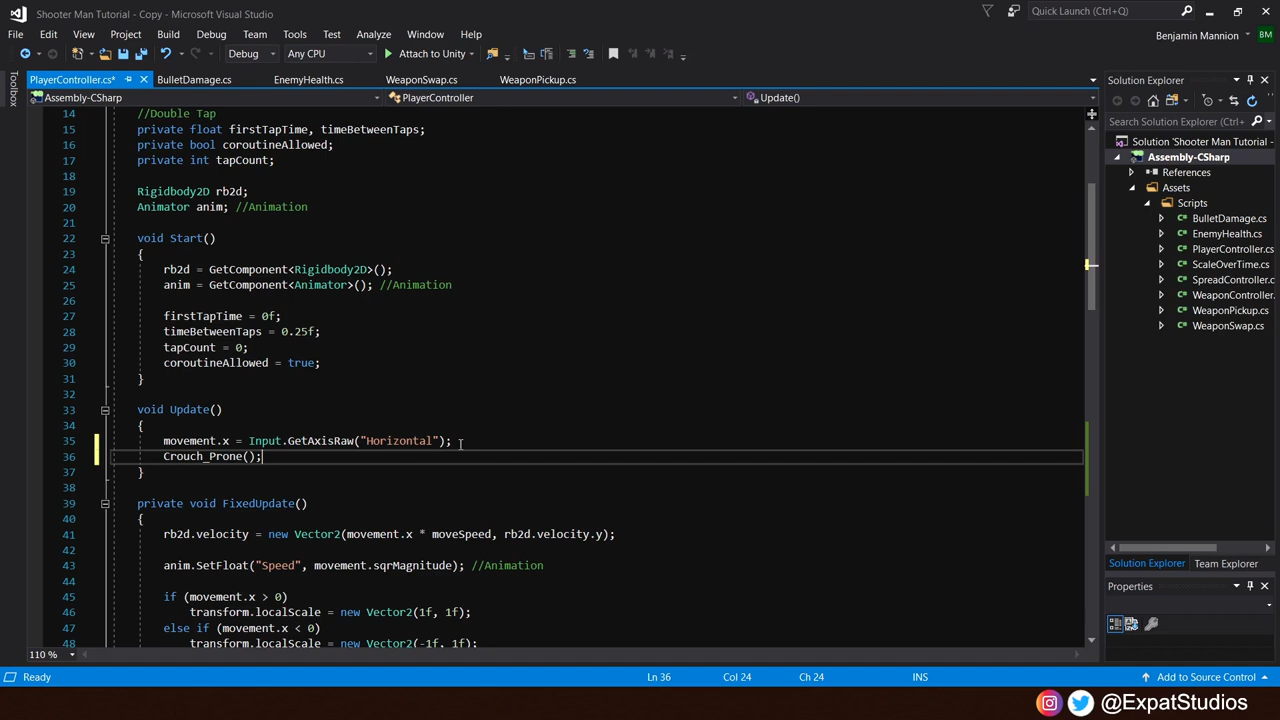 Shooter Man Tutorial - Copy - Microsoft Visual Studio
Quick Launch (Ctrl+Q)
File Edit View Project Build Debug Team Tools Test Analyze Window Help
Benjamin Mannion BM
Debug Any CPU Attach to Unity
Toolbox
PlayerController.cs* BulletDamage.cs EnemyHealth.cs WeaponSwap.cs WeaponPickup.cs
Assembly-CSharp PlayerController Update()
14 //Double Tap
15 private float firstTapTime, timeBetweenTaps;
16 private bool coroutineAllowed;
17 private int tapCount;
18
19 Rigidbody2D rb2d;
20 Animator anim; //Animation
21
22 void Start()
23 {
24 rb2d = GetComponent<Rigidbody2D>();
25 anim = GetComponent<Animator>(); //Animation
26
27 firstTapTime = 0f;
28 timeBetweenTaps = 0.25f;
29 tapCount = 0;
30 coroutineAllowed = true;
31 }
32
33 void Update()
34 {
35 movement.x = Input.GetAxisRaw("Horizontal");
36 Crouch_Prone();
37 }
38
39 private void FixedUpdate()
40 {
41 rb2d.velocity = new Vector2(movement.x * moveSpeed, rb2d.velocity.y);
42
43 anim.SetFloat("Speed", movement.sqrMagnitude); //Animation
44
45 if (movement.x > 0)
46 transform.localScale = new Vector2(1f, 1f);
47 else if (movement.x < 0)
48 transform.localScale = new Vector2(-1f, 1f);
110 %
Solution Explorer
Search Solution Explorer (Ctrl+
Solution 'Shooter Man Tutorial -
Assembly-CSharp
References
Assets
Scripts
BulletDamage.cs
EnemyHealth.cs
PlayerController.cs
ScaleOverTime.cs
SpreadController.c
WeaponController.
WeaponPickup.cs
WeaponSwap.cs
Solution Explorer Team Explorer
Properties
Ready Ln 36 Col 24 Ch 24 INS Add to Source Control
@ExpatStudios